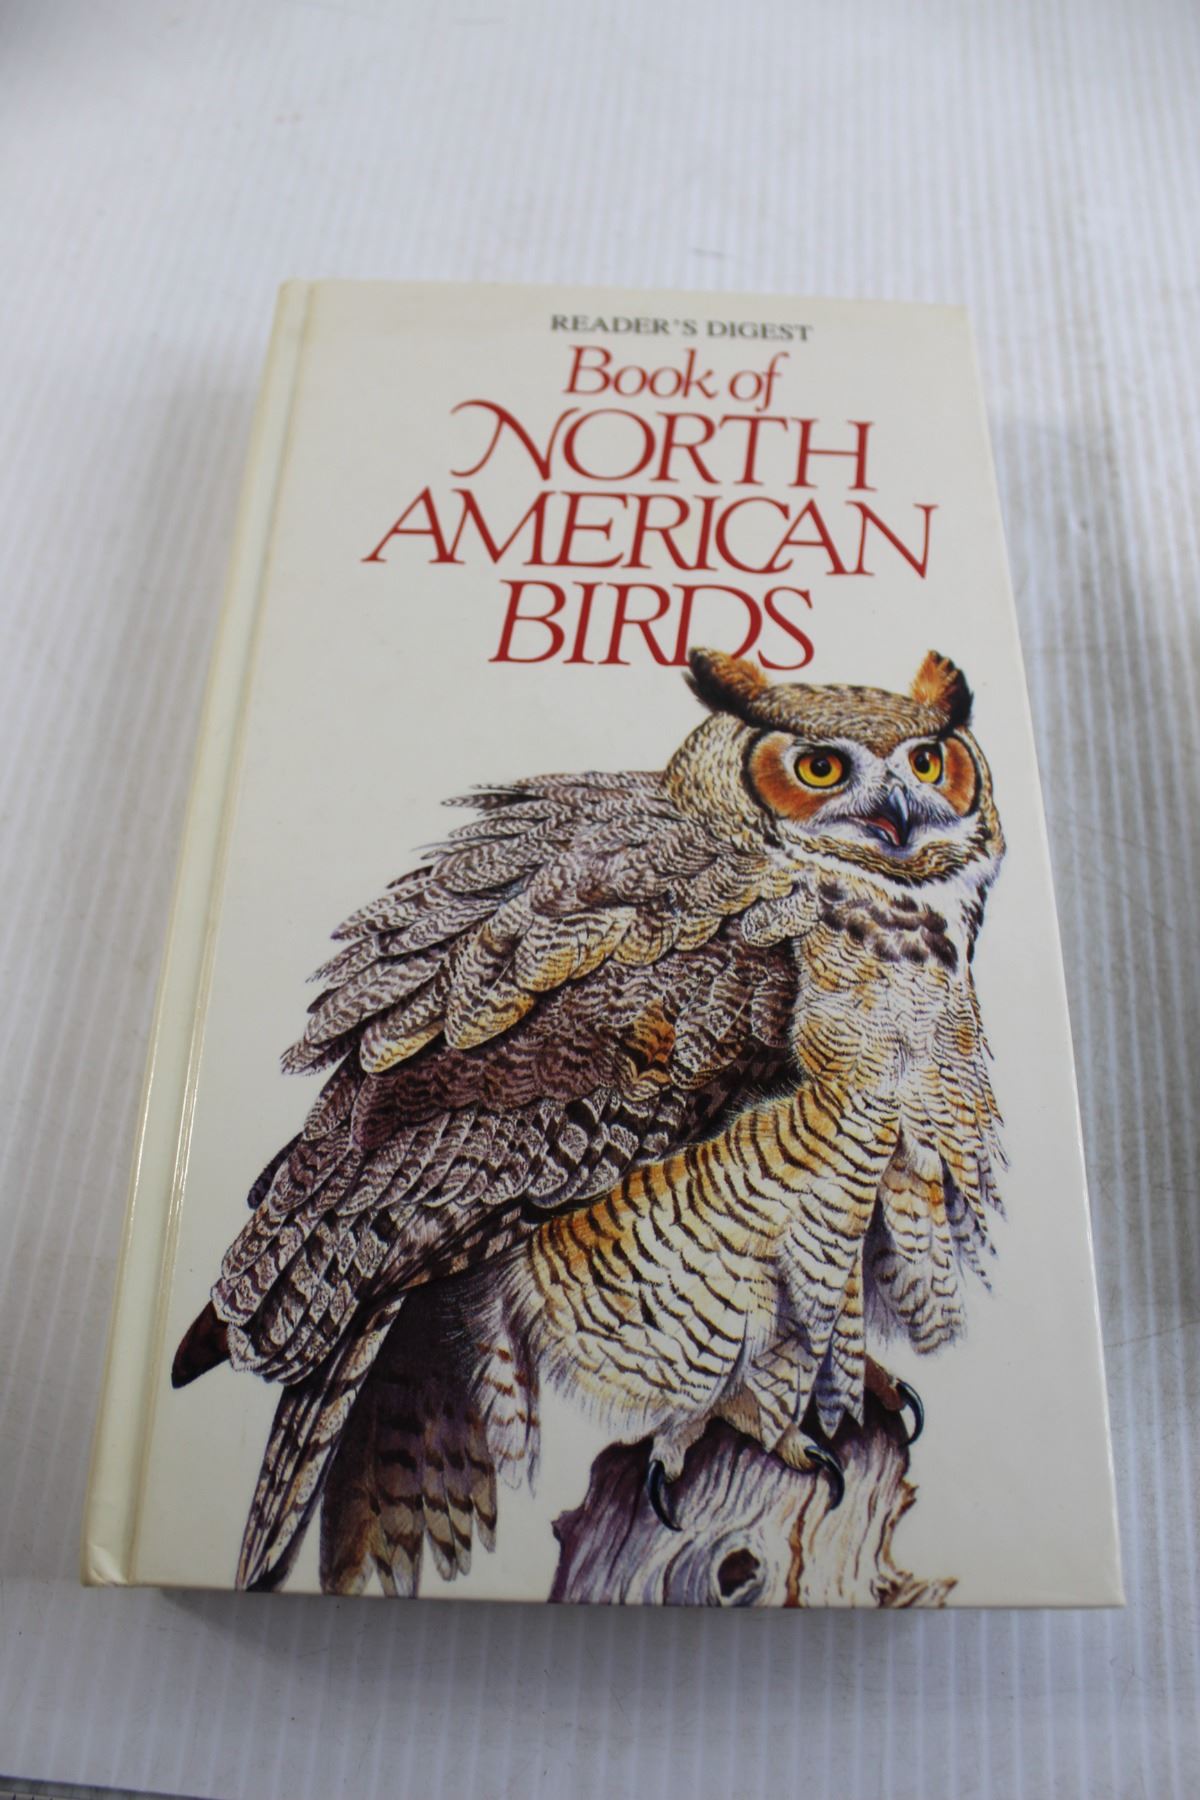 READER'S DIGEST
Book of
NORTH
AMERICAN
BIRDS